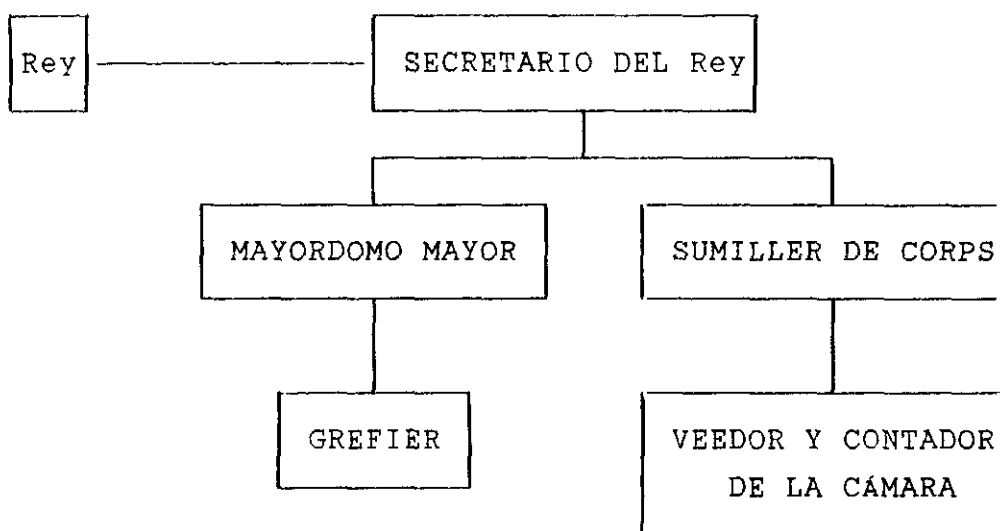 Rey
SECRETARIO DEL Rey
MAYORDOMO MAYOR
SUMILLER DE CORPS
GREFIER
VEEDOR Y CONTADOR
DE LA CÁMARA